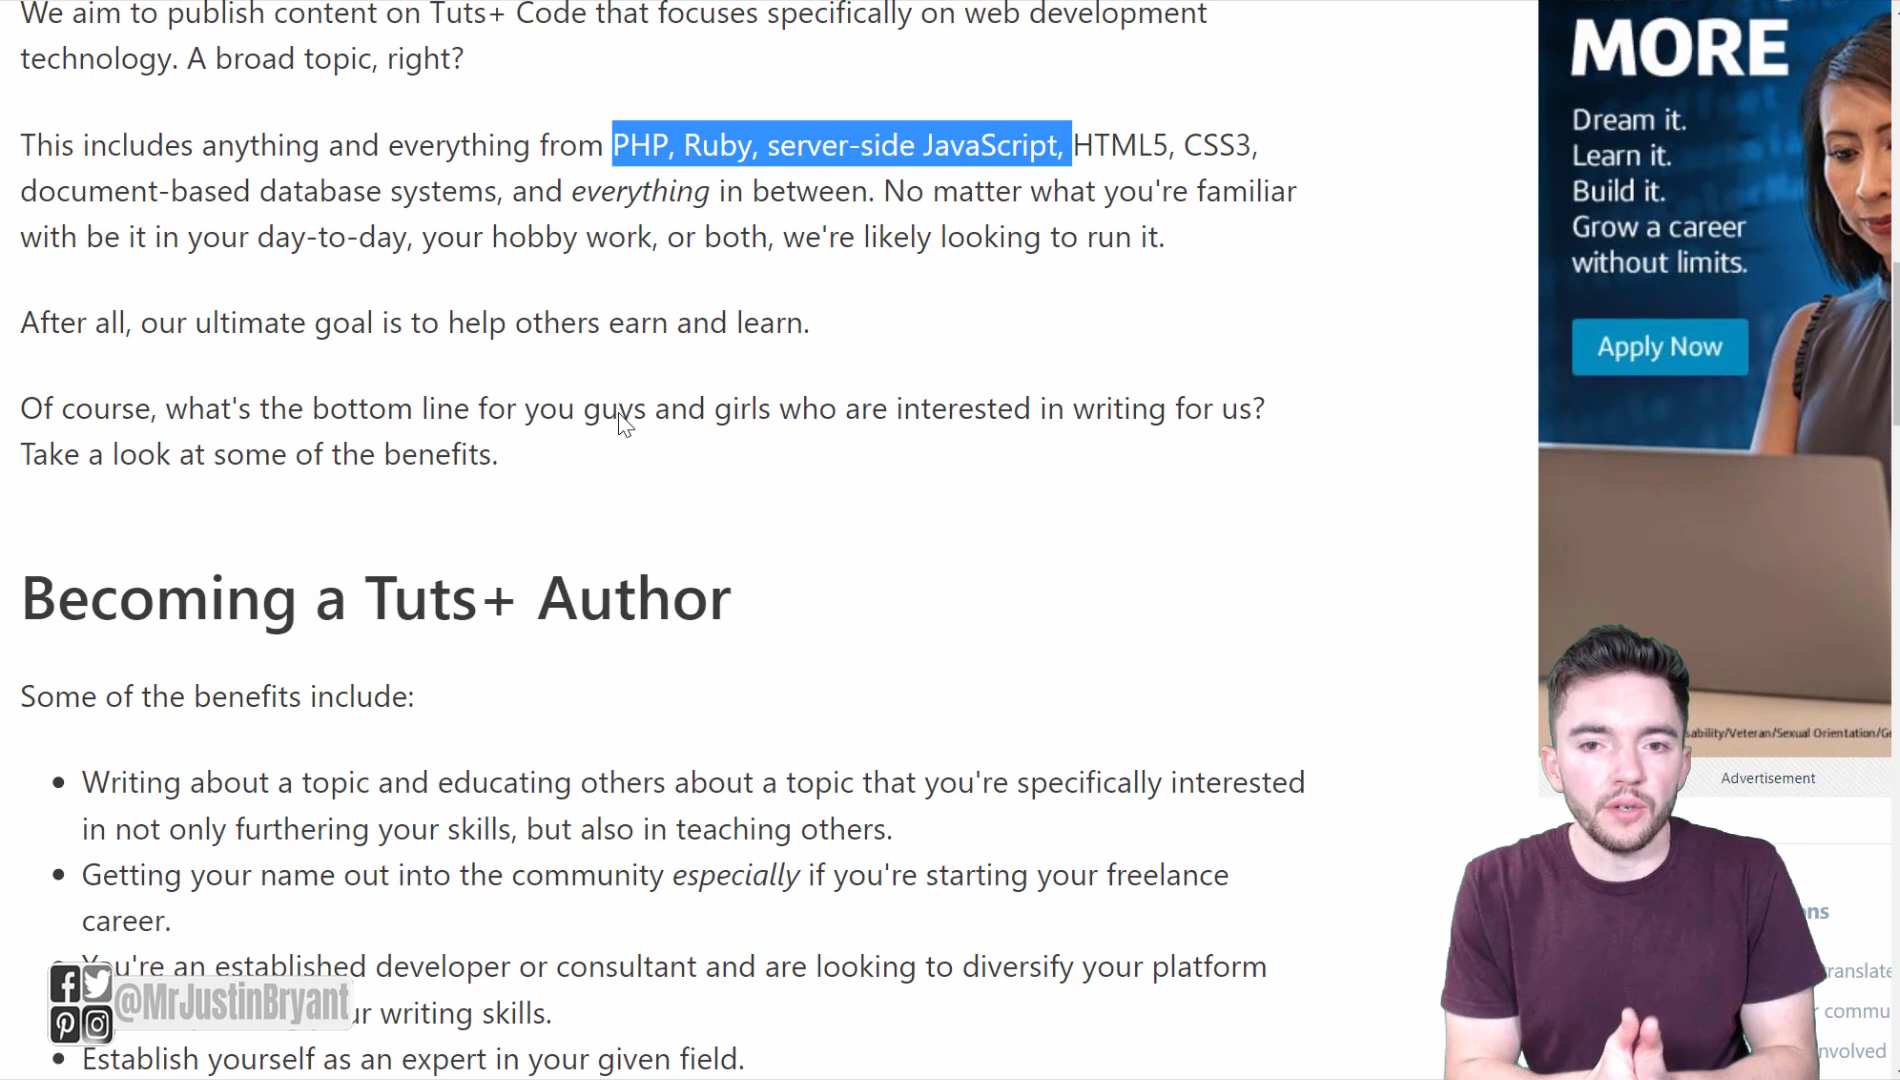 We aim to publish content on Tuts+ Code that focuses specifically on web development
technology. A broad topic, right?
This includes anything and everything from PHP, Ruby, server-side JavaScript, HTML5, CSS3,
document-based database systems, and everything in between. No matter what you're familiar
with be it in your day-to-day, your hobby work, or both, we're likely looking to run it.
After all, our ultimate goal is to help others earn and learn.
Of course, what's the bottom line for you guys and girls who are interested in writing for us?
Take a look at some of the benefits.
Becoming a Tuts+ Author
Some of the benefits include:
• Writing about a topic and educating others about a topic that you're specifically interested
in not only furthering your skills, but also in teaching others.
• Getting your name out into the community especially if you're starting your freelance
career.
You're an established developer or consultant and are looking to diversify your platform
writing skills.
• Establish yourself as an expert in your given field.
@MrJustinBryant
MORE
Dream it.
Learn it.
Build it.
Grow a career
without limits.
Apply Now
/Veteran/Sexual Orientation/
Advertisement